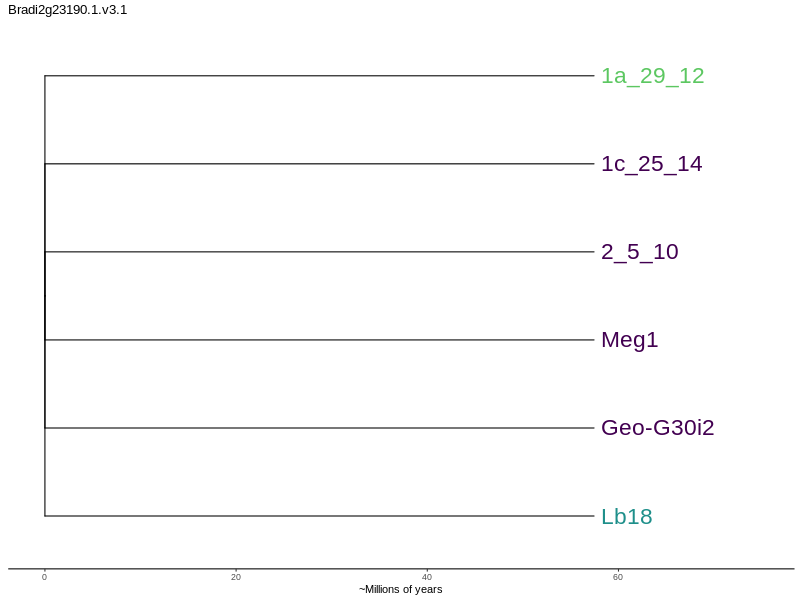 Bradi2g23190.1.v3.1
1a_29_12
1c_25_14
2_5_10
Meg1
Geo-G30i2
Lb18
0 20 40 60
~Millions of years